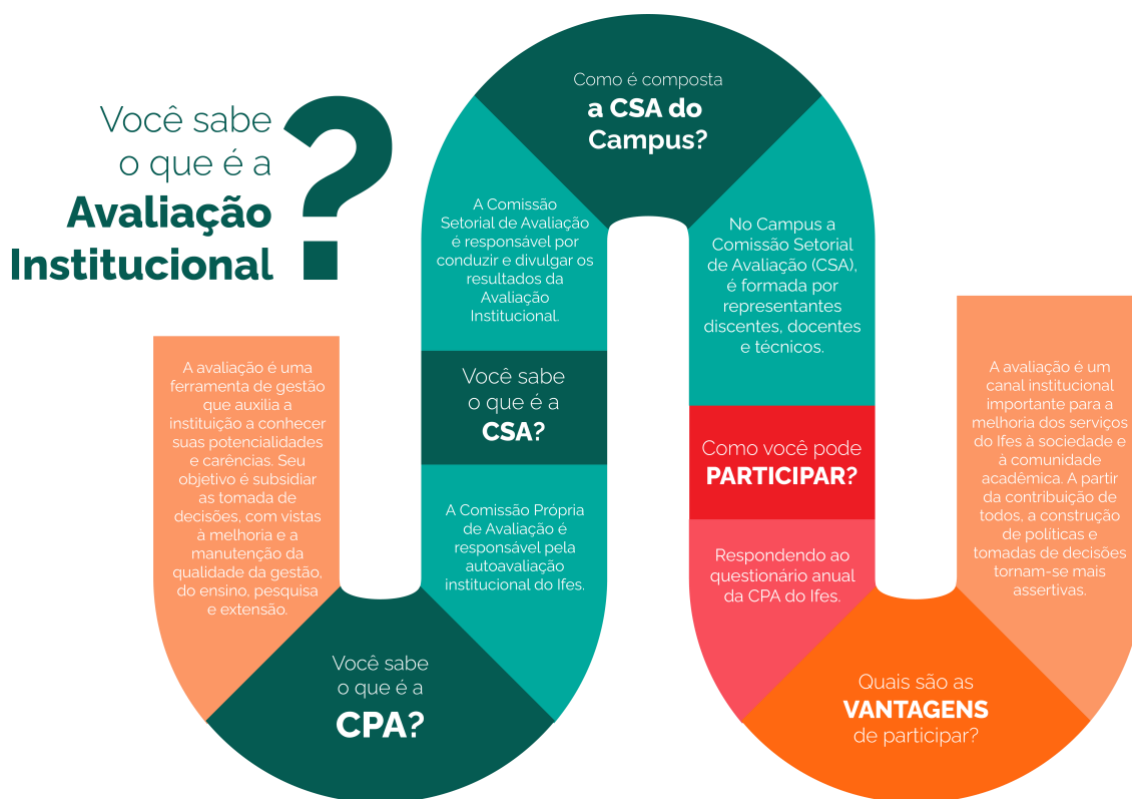 Você sabe
o que é a
Avaliação
Institucional
?
A avaliação é uma
ferramenta de gestão
que auxilia a
instituição a conhecer
suas potencialidades
e carências. Seu
objetivo é subsidiar
as tomada de
decisões, com vistas
à melhoria e a
manutenção da
qualidade da gestão,
do ensino, pesquisa
e extensão.
Você sabe
o que é a
CPA?
A Comissão Própria
de Avaliação é
responsável pela
autoavaliação
institucional do Ifes.
Você sabe
o que é a
CSA?
A Comissão
Setorial de Avaliação
é responsável por
conduzir e divulgar os
resultados da
Avaliação
Institucional.
Como é composta
a CSA do
Campus?
No Campus a
Comissão Setorial
de Avaliação (CSA),
é formada por
representantes
discentes, docentes
e técnicos.
Como você pode
PARTICIPAR?
Respondendo ao
questionário anual
da CPA do Ifes.
Quais são as
VANTAGENS
de participar?
A avaliação é um
canal institucional
importante para a
melhoria dos serviços
do Ifes à sociedade e
à comunidade
acadêmica. A partir
da contribuição de
todos, a construção
de políticas e
tomadas de decisões
tornam-se mais
assertivas.